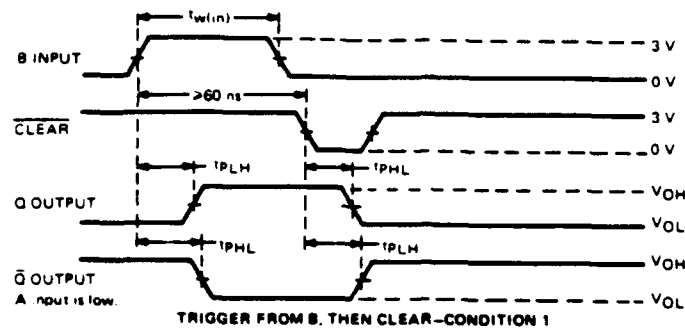 tw(in)
B INPUT
3 V
0 V
≥60 ns
CLEAR
3 V
0 V
tPLH
tPHL
Q OUTPUT
VOH
VOL
tPHL
tPLH
Q̅ OUTPUT
VOH
A input is low.
VOL
TRIGGER FROM B, THEN CLEAR–CONDITION 1